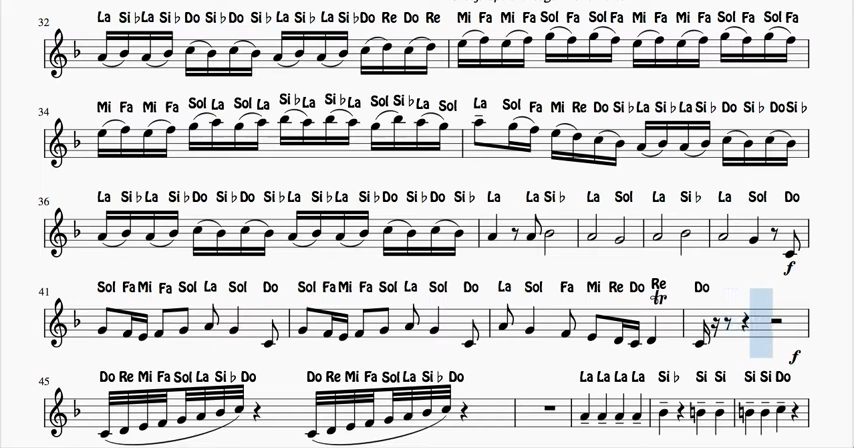 32
La Si♭La Si♭ Do Si♭Do Si♭ La Si♭ La Si♭Do Re Do Re Mi Fa Mi Fa Sol Fa Sol Fa Mi Fa Mi Fa Sol Fa Sol Fa
34
Mi Fa Mi Fa Sol La Sol La Si♭La Si♭La Sol Si♭La Sol La Sol Fa Mi Re Do Si♭La Si♭La Si♭ Do Si♭ DoSi♭
36
La Si♭La Si♭Do Si♭Do Si♭La Si♭La Si♭Do Si♭Do Si♭ La La Si♭ La Sol La Si♭ La Sol Do
f
41
Sol FaMi Fa Sol La Sol Do Sol Fa Mi Fa Sol La Sol Do La Sol Fa Mi Re Do Re Do
tr
f
45
Do Re Mi Fa Sol La Si♭ Do Do Re Mi Fa Sol La Si♭ Do La La La La Si♭ Si Si Si Si Do